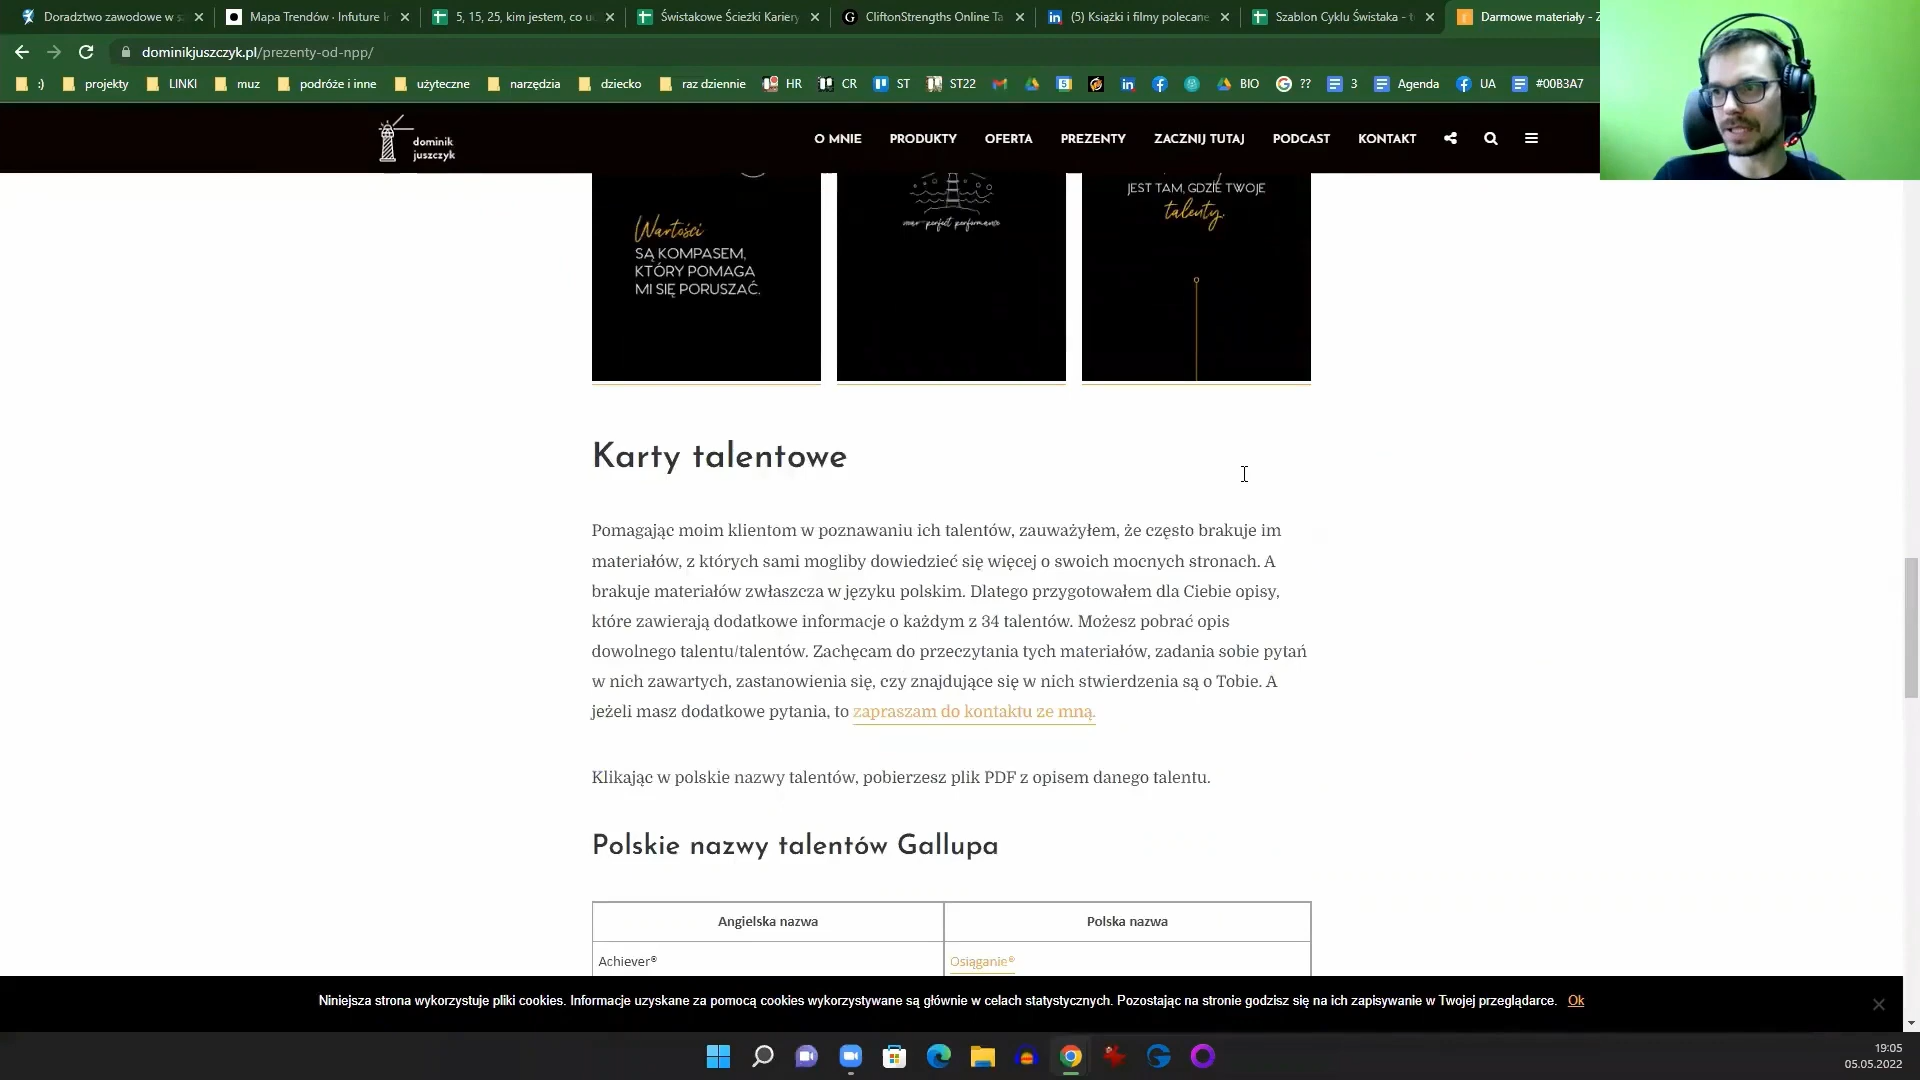 Doradztwo zawodowe w s
Mapa Trendów · Infuture I
5, 15, 25, kim jestem, co u
Świstakowe Ścieżki Kariery
CliftonStrengths Online Ta
(5) Książki i filmy polecane
Szablon Cyklu Świstaka - t
Darmowe materiały - Z
dominikjuszczyk.pl/prezenty-od-npp/
:)
projekty
LINKI
muz
podróże i inne
użyteczne
narzędzia
dziecko
raz dziennie
HR
CR
ST
ST22
BIO
??
3
Agenda
UA
#00B3A7
dominik
juszczyk
O MNIE
PRODUKTY
OFERTA
PREZENTY
ZACZNIJ TUTAJ
PODCAST
KONTAKT
Wartości
SĄ KOMPASEM,
KTÓRY POMAGA
MI SIĘ PORUSZAĆ.
near-perfect performance
JEST TAM, GDZIE TWOJE
talenty.
Karty talentowe
Pomagając moim klientom w poznawaniu ich talentów, zauważyłem, że często brakuje im
materiałów, z których sami mogliby dowiedzieć się więcej o swoich mocnych stronach. A
brakuje materiałów zwłaszcza w języku polskim. Dlatego przygotowałem dla Ciebie opisy,
które zawierają dodatkowe informacje o każdym z 34 talentów. Możesz pobrać opis
dowolnego talentu/talentów. Zachęcam do przeczytania tych materiałów, zadania sobie pytań
w nich zawartych, zastanowienia się, czy znajdujące się w nich stwierdzenia są o Tobie. A
jeżeli masz dodatkowe pytania, to zapraszam do kontaktu ze mną.
Klikając w polskie nazwy talentów, pobierzesz plik PDF z opisem danego talentu.
Polskie nazwy talentów Gallupa
Angielska nazwa
Polska nazwa
Achiever®
Osiąganie®
Niniejsza strona wykorzystuje pliki cookies. Informacje uzyskane za pomocą cookies wykorzystywane są głównie w celach statystycznych. Pozostając na stronie godzisz się na ich zapisywanie w Twojej przeglądarce. Ok
19:05
05.05.2022